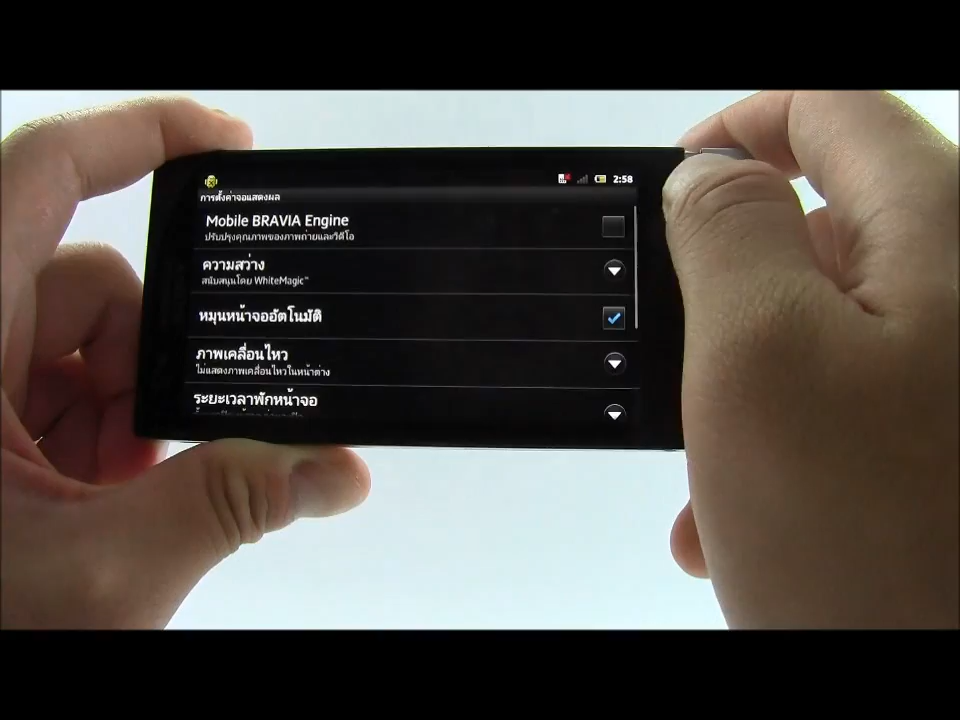 2:58
การตั้งค่าจอแสดงผล
Mobile BRAVIA Engine
ปรับปรุงคุณภาพของภาพถ่ายและวิดีโอ
ความสว่าง
สนับสนุนโดย WhiteMagic™
หมุนหน้าจออัตโนมัติ
ภาพเคลื่อนไหว
ไม่แสดงภาพเคลื่อนไหวในหน้าต่าง
ระยะเวลาพักหน้าจอ